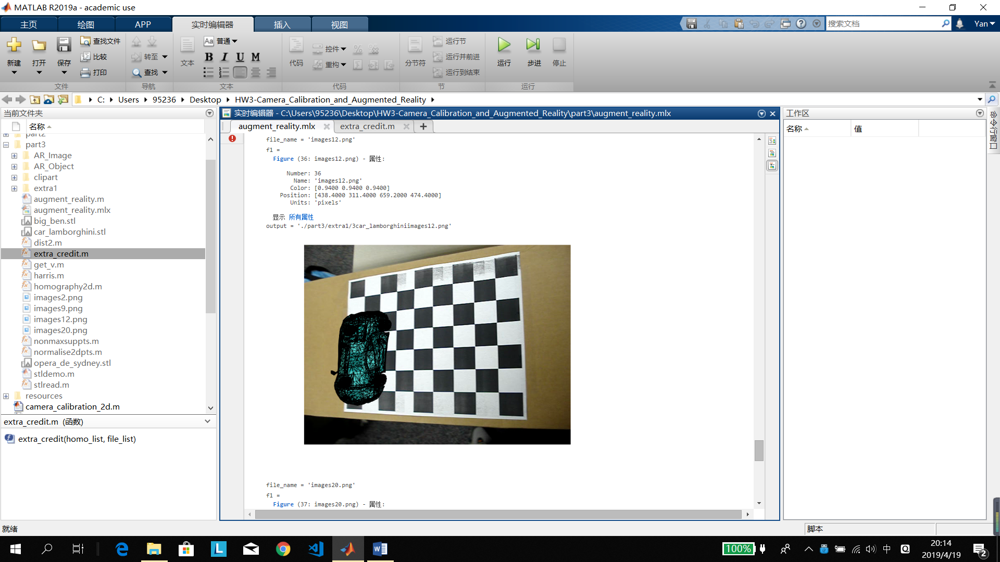 MATLAB R2019a - academic use
主页
绘图
APP
实时编辑器
插入
视图
搜索文档
Yan
新建
打开
保存
查找文件
比较
打印
文件
转至
查找
导航
文本
Aa 普通
B I U M
文本
代码
控件
重构
代码
分节符
运行节
运行并前进
运行到结束
节
运行
步进
停止
运行
C: Users 95236 Desktop HW3-Camera_Calibration_and_Augmented_Reality
当前文件夹
名称
part2
part3
AR_Image
AR_Object
clipart
extra1
augment_reality.m
augment_reality.mlx
big_ben.stl
car_lamborghini.stl
dist2.m
extra_credit.m
get_v.m
harris.m
homography2d.m
images2.png
images9.png
images12.png
images20.png
nonmaxsuppts.m
normalise2dpts.m
opera_de_sydney.stl
stldemo.m
stlread.m
resources
camera_calibration_2d.m
extra_credit.m (函数)
extra_credit(homo_list, file_list)
就绪
实时编辑器 - C:\Users\95236\Desktop\HW3-Camera_Calibration_and_Augmented_Reality\part3\augment_reality.mlx
augment_reality.mlx
extra_credit.m
file_name = 'images12.png'
f1 =
Figure (36: images12.png) - 属性:
Number: 36
Name: 'images12.png'
Color: [0.9400 0.9400 0.9400]
Position: [438.4000 311.4000 659.2000 474.4000]
Units: 'pixels'
显示 所有属性
output = './part3/extra1/3car_lamborghiniimages12.png'
file_name = 'images20.png'
f1 =
Figure (37: images20.png) - 属性:
工作区
名称
值
命令行窗口
脚本
100%
中
20:14
2019/4/19
2